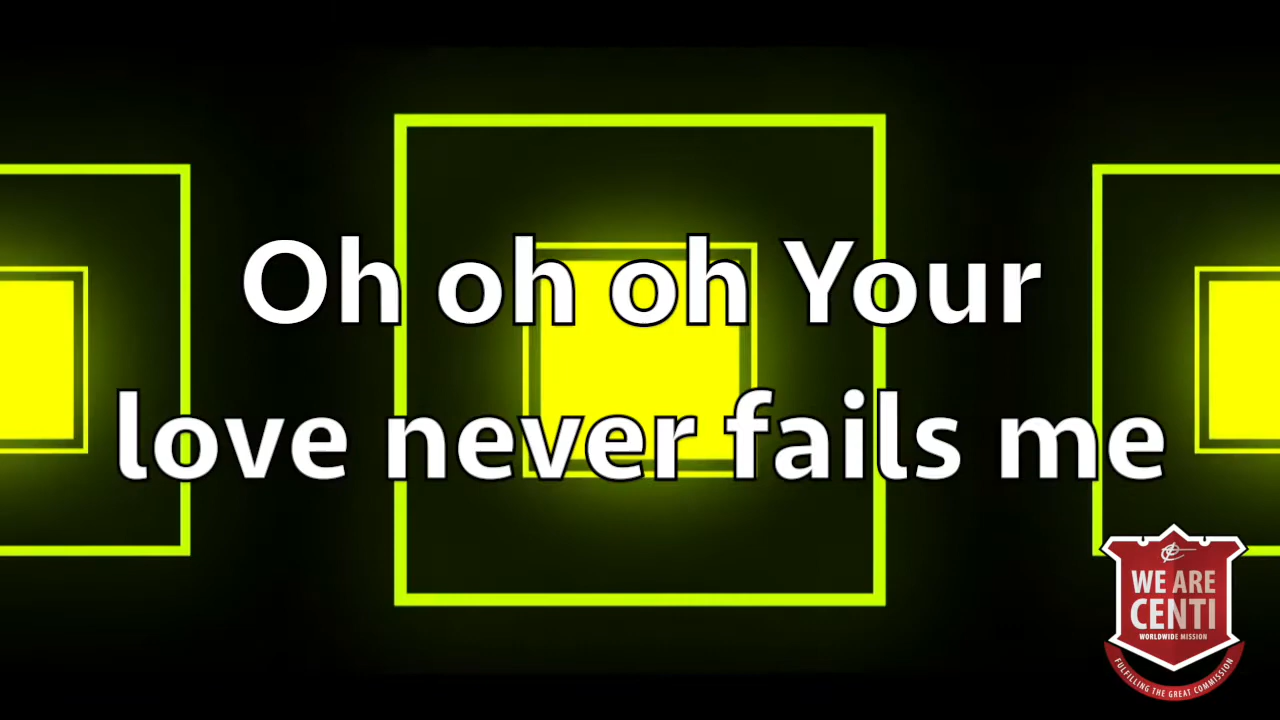 Oh oh oh Your
love never fails me
WE ARE
CENTI
WORLDWIDE MISSION
FULFILLING THE GREAT COMMISSION